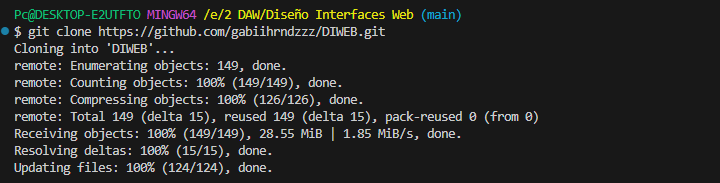 Pc@DESKTOP-E2UTFTO MINGW64 /e/2 DAW/Diseño Interfaces Web (main)
$ git clone https://github.com/gabiihrndzzz/DIWEB.git
Cloning into 'DIWEB'...
remote: Enumerating objects: 149, done.
remote: Counting objects: 100% (149/149), done.
remote: Compressing objects: 100% (126/126), done.
remote: Total 149 (delta 15), reused 149 (delta 15), pack-reused 0 (from 0)
Receiving objects: 100% (149/149), 28.55 MiB | 1.85 MiB/s, done.
Resolving deltas: 100% (15/15), done.
Updating files: 100% (124/124), done.